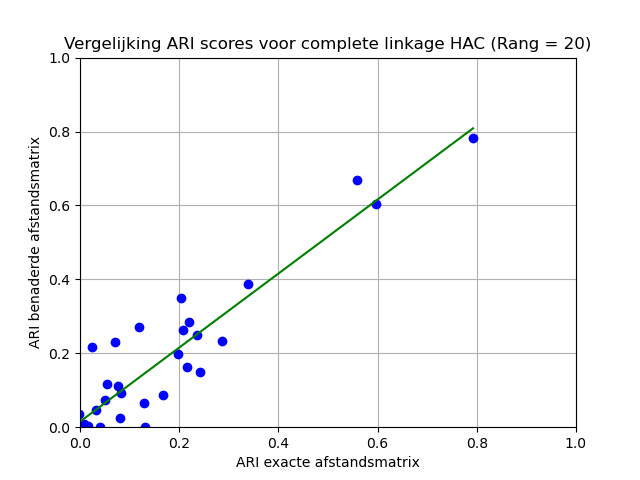 Vergelijking ARI scores voor complete linkage HAC (Rang = 20)
1.0
0.8
0.6
0.4
0.2
0.0
ARI benaderde afstandsmatrix
0.0 0.2 0.4 0.6 0.8 1.0
ARI exacte afstandsmatrix